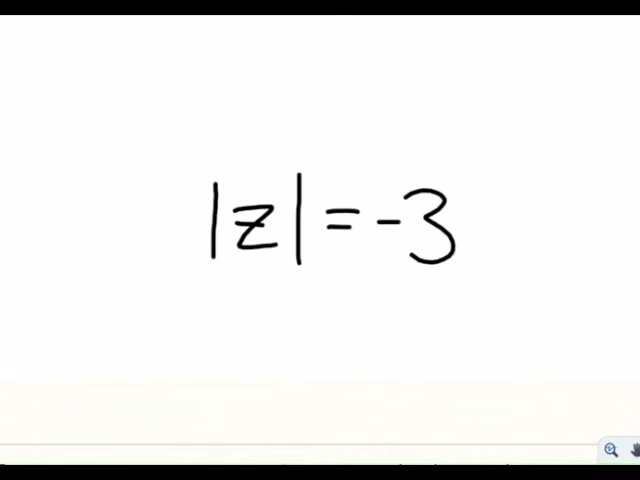 |z| = -3